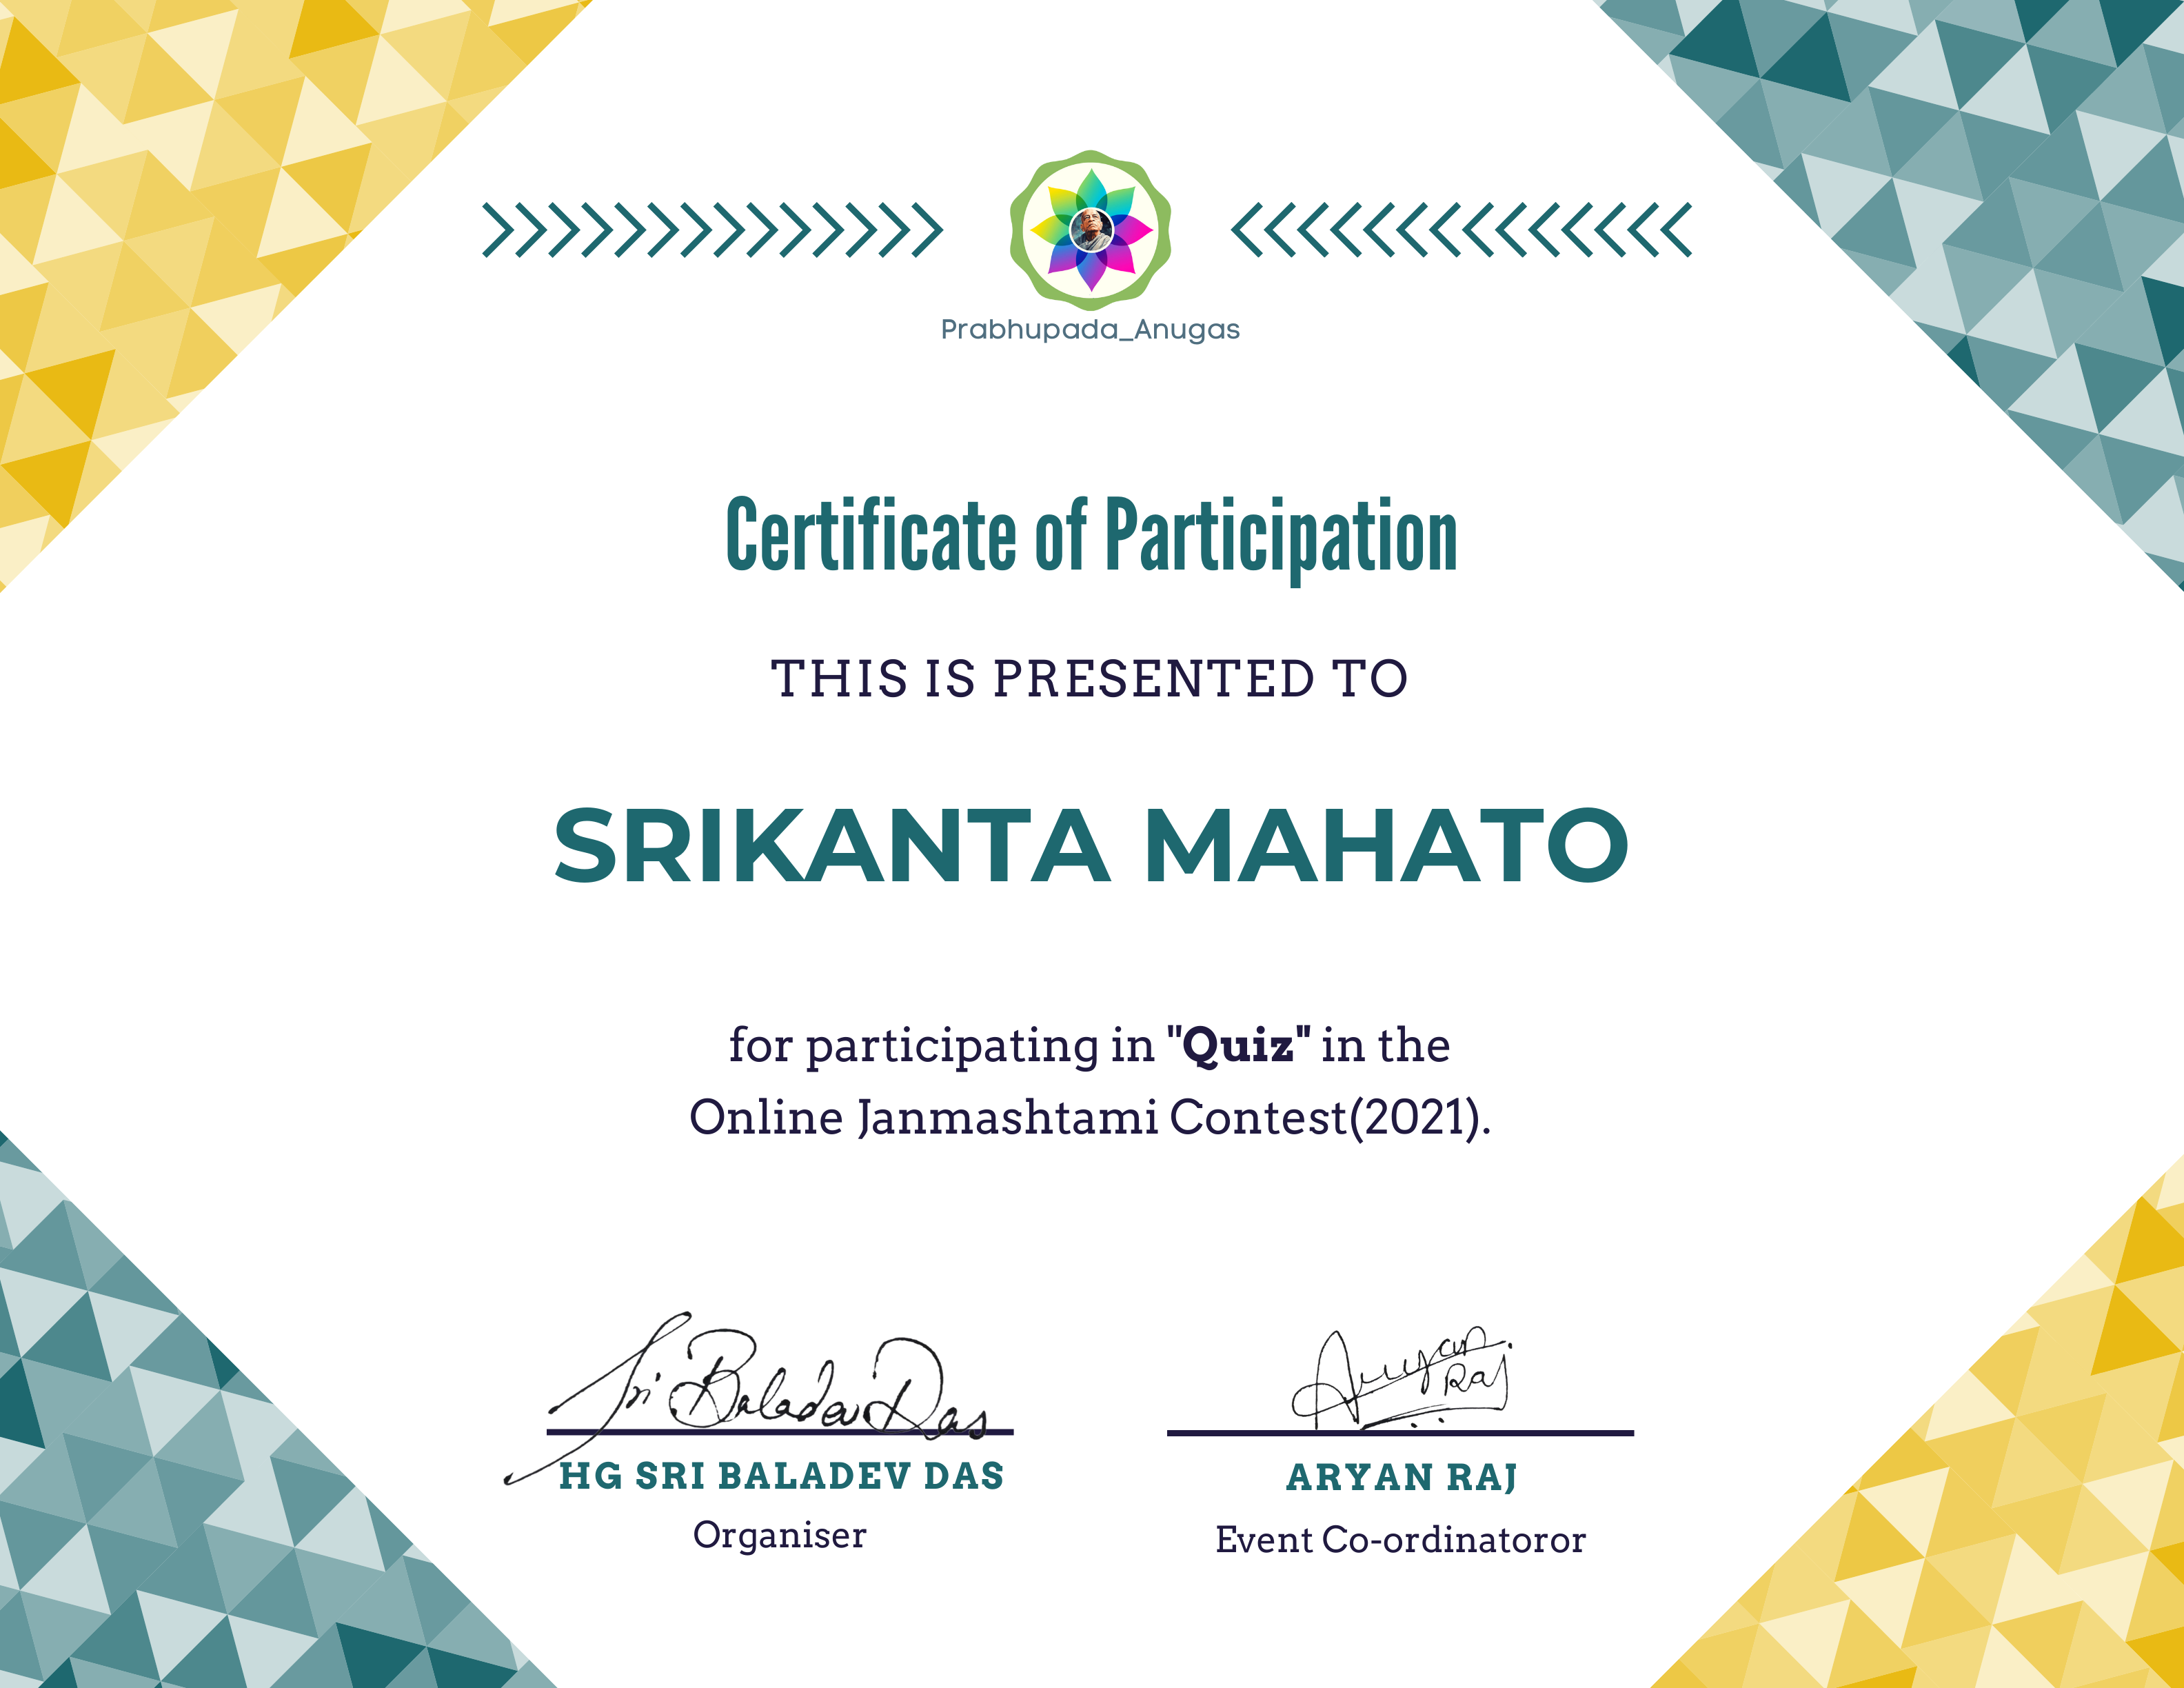 Prabhupada_Anugas
Certificate of Participation
THIS IS PRESENTED TO
SRIKANTA MAHATO
for participating in "Quiz" in the
Online Janmashtami Contest(2021).
Sri Baladev Das
Aryan
Raj
HG SRI BALADEV DAS
ARYAN RAJ
Organiser
Event Co-ordinatoror